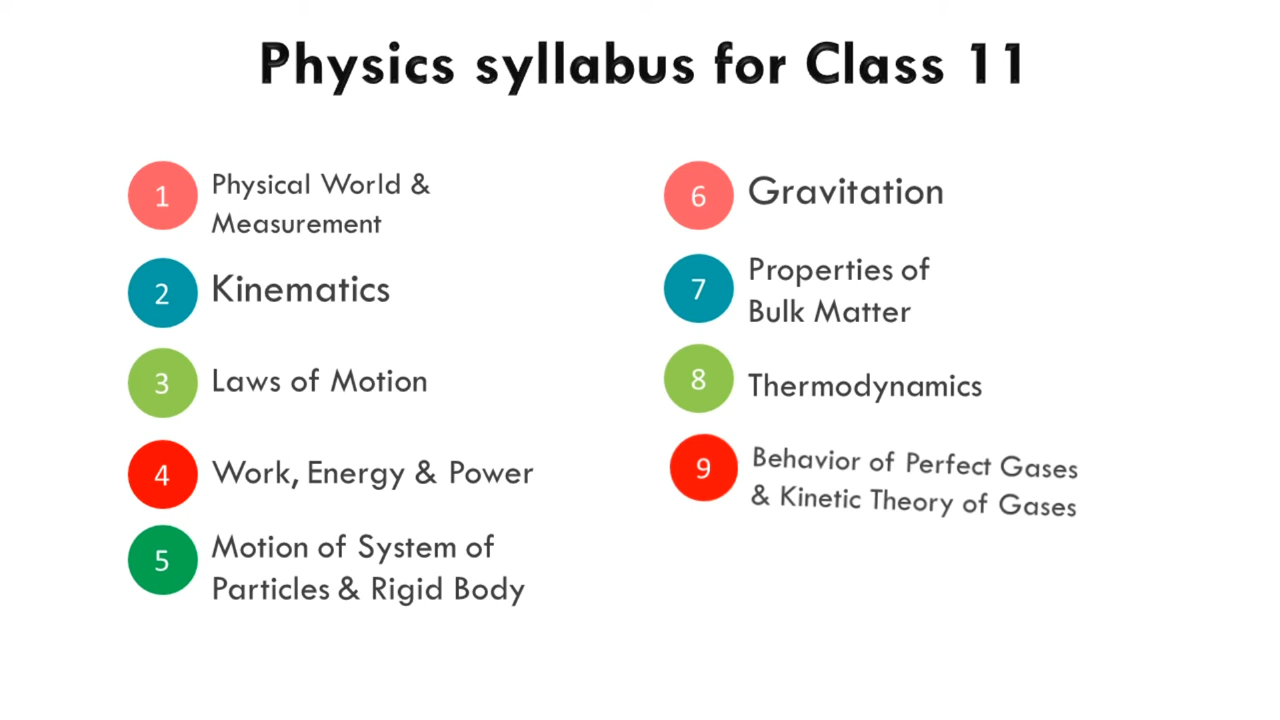 Physics syllabus for Class 11
1 Physical World &
Measurement
2 Kinematics
3 Laws of Motion
4 Work, Energy & Power
5 Motion of System of
Particles & Rigid Body
6 Gravitation
7 Properties of
Bulk Matter
8 Thermodynamics
9 Behavior of Perfect Gases
& Kinetic Theory of Gases